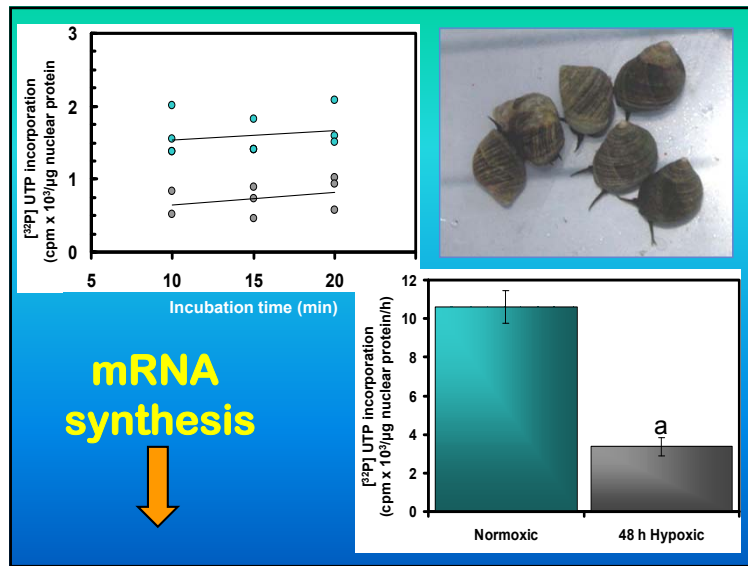 3
2
1
0
5
10
15
20
[32P] UTP incorporation
(cpm x 10³/µg nuclear protein
Incubation time (min)
mRNA
synthesis
12
10
8
6
4
2
0
[32P] UTP incorporation
(cpm x 10³/µg nuclear protein/h)
a
Normoxic
48 h Hypoxic